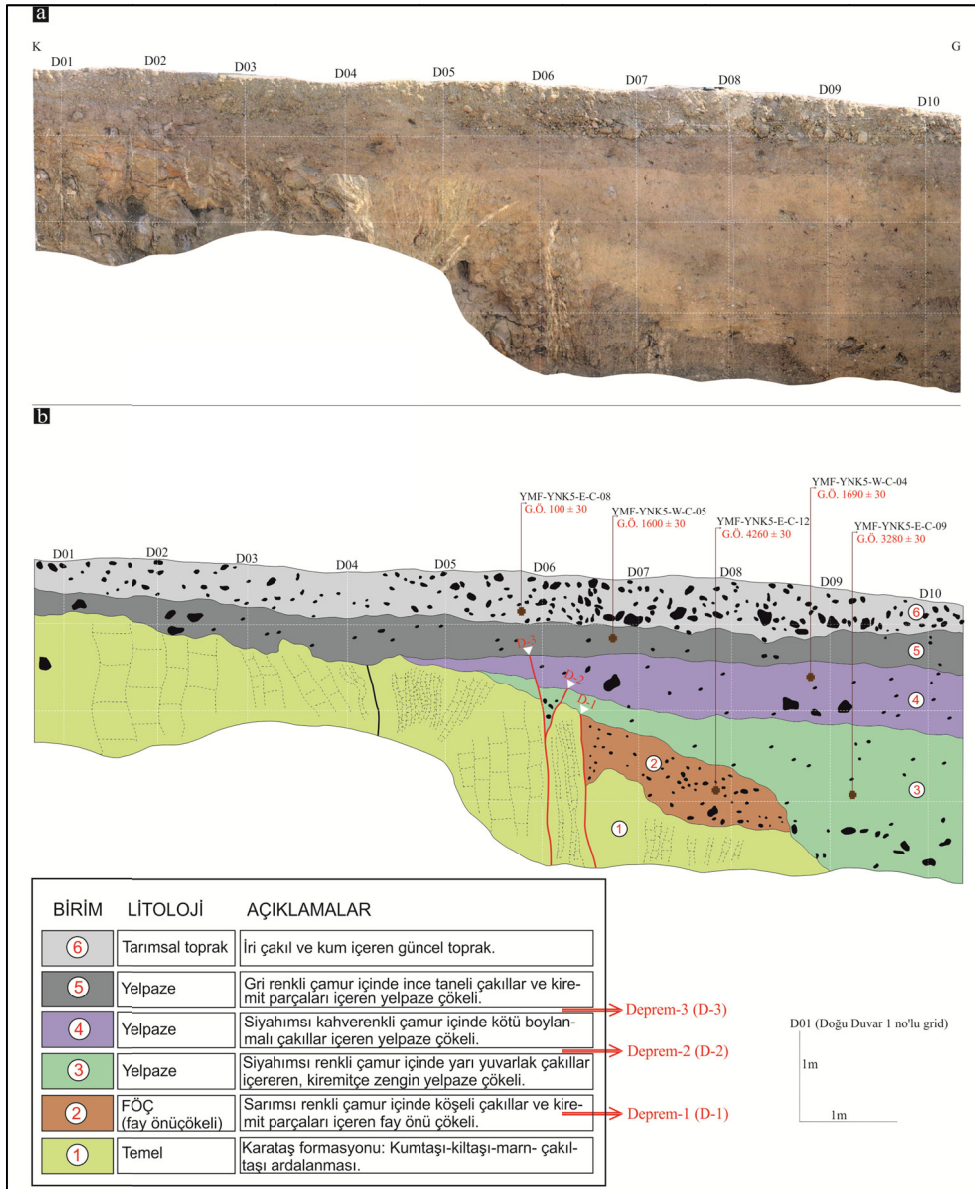 a
K
G
D01
D02
D03
D04
D05
D06
D07
D08
D09
D10
b
YMF-YNK5-W-C-04
G.Ö. 1690 ± 30
YMF-YNK5-E-C-08
G.Ö. 100 ± 30
YMF-YNK5-W-C-05
G.Ö. 1600 ± 30
YMF-YNK5-E-C-12
G.Ö. 4260 ± 30
YMF-YNK5-E-C-09
G.Ö. 3280 ± 30
D01
D02
D03
D04
D05
D06
D07
D08
D09
D10
6
5
D-3
D-2
D-1
4
2
3
1
BİRİM LİTOLOJİ AÇIKLAMALAR
6 Tarımsal toprak İri çakıl ve kum içeren güncel toprak.
5 Yelpaze Gri renkli çamur içinde ince taneli çakıllar ve kire-
mit parçaları içeren yelpaze çökeli.
Deprem-3 (D-3)
4 Yelpaze Siyahımsı kahverenkli çamur içinde kötü boylan-
malı çakıllar içeren yelpaze çökeli.
Deprem-2 (D-2)
3 Yelpaze Siyahımsı renkli çamur içinde yarı yuvarlak çakıllar
içereren, kiremitçe zengin yelpaze çökeli.
2 FÖÇ
(fay önüçökeli) Sarımsı renkli çamur içinde köşeli çakıllar ve kire-
mit parçaları içeren fay önü çökeli.
Deprem-1 (D-1)
1 Temel Karataş formasyonu: Kumtaşı-kiltaşı-marn- çakıl-
taşı ardalanması.
D01 (Doğu Duvar 1 no'lu grid)
1m
1m